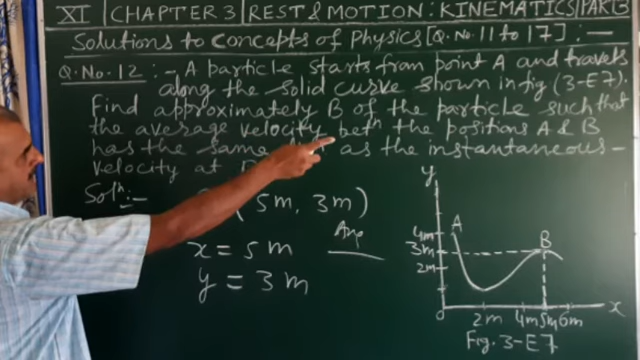 XI | CHAPTER 3 | REST & MOTION : KINEMATICS | PART 3
Solutions to Concepts of Physics [Q. No. 11 to 17] : —
Q. No. 12 : - A particle starts from point A and travels
along the solid curve shown in fig (3-E7).
Find approximately B of the particle such that
the average velocity betⁿ the positions A & B
has the same as the instantaneous -
velocity at
Solⁿ :-
(5m, 3m)
x = 5m
y = 3m
Ans
y
A
B
4m
3m
2m
0
2m 4m 5m 6m
x
Fig. 3-E7